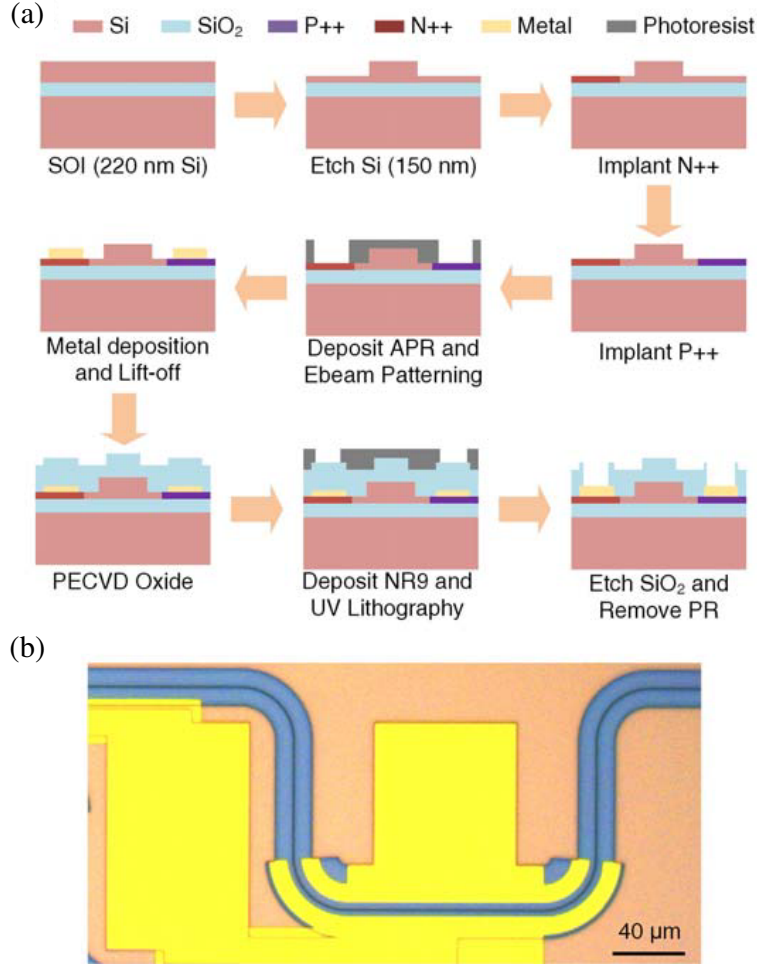 (a)
Si SiO₂ P++ N++ Metal Photoresist
SOI (220 nm Si)
Etch Si (150 nm)
Implant N++
Metal deposition
and Lift-off
Deposit APR and
Ebeam Patterning
Implant P++
PECVD Oxide
Deposit NR9 and
UV Lithography
Etch SiO₂ and
Remove PR
(b)
40 μm